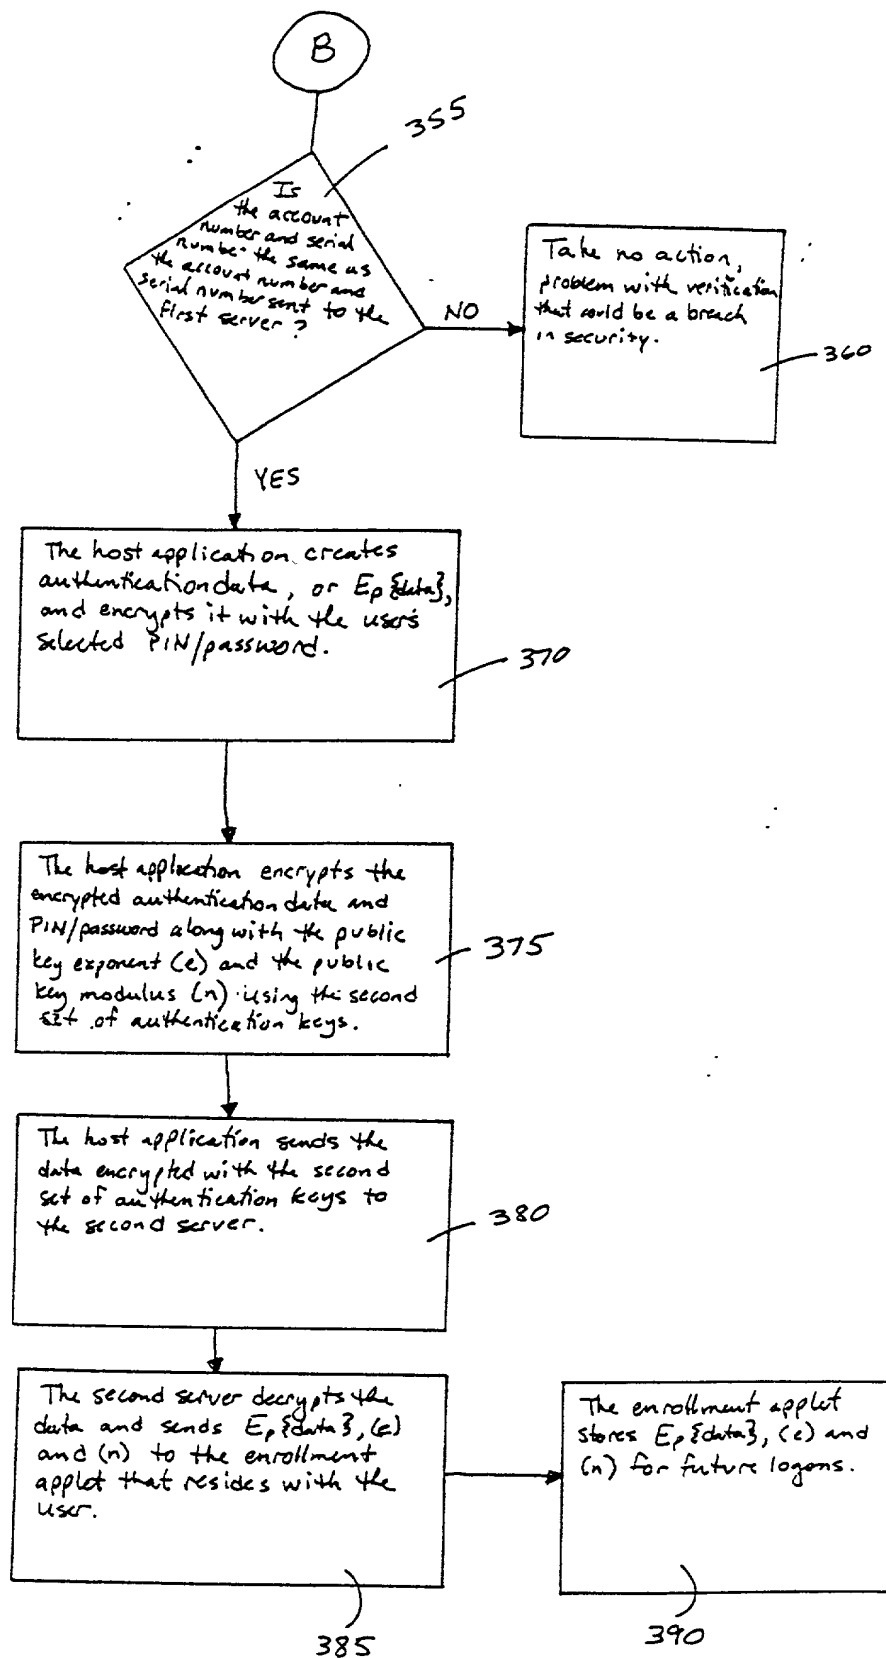 B
355
Is
the account
number and serial
number the same as
the account number and
serial number sent to the
first server?
NO
Take no action,
problem with verification
that could be a breach
in security.
360
YES
The host application creates
authentication data, or Ep{data},
and encrypts it with the user's
selected PIN/password.
370
The host application encrypts the
encrypted authentication data and
PIN/password along with the public
key exponent (e) and the public
key modulus (n) using the second
set of authentication keys.
375
The host application sends the
data encrypted with the second
set of authentication keys to
the second server.
380
The second server decrypts the
data and sends Ep{data}, (e)
and (n) to the enrollment
applet that resides with the
user.
385
The enrollment applet
stores Ep{data}, (e) and
(n) for future logons.
390